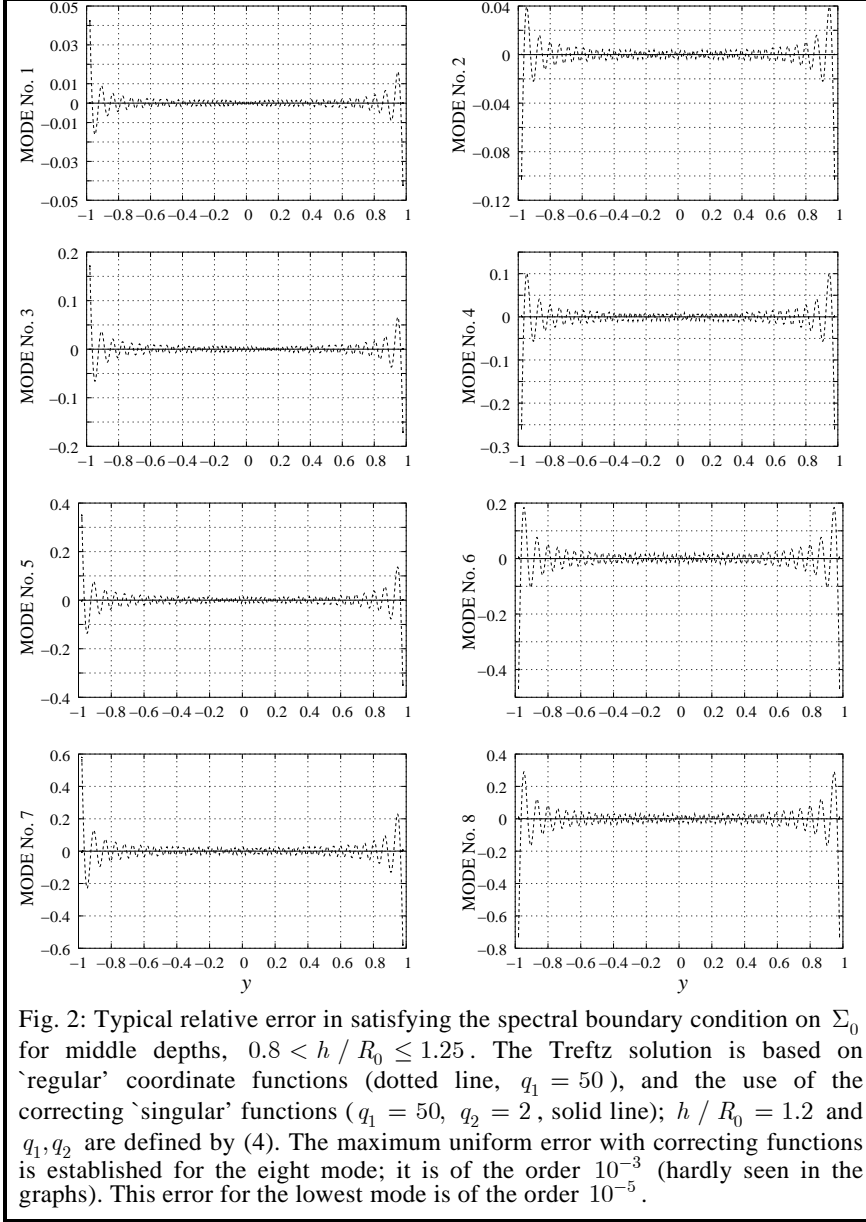 0.05
0.03
0.01
0
−0.01
−0.03
−0.05
−1 −0.8 −0.6 −0.4 −0.2 0 0.2 0.4 0.6 0.8 1
MODE No. 1
0.04
0
−0.04
−0.08
−0.12
−1 −0.8 −0.6 −0.4 −0.2 0 0.2 0.4 0.6 0.8 1
MODE No. 2
0.2
0.1
0
−0.1
−0.2
−1 −0.8 −0.6 −0.4 −0.2 0 0.2 0.4 0.6 0.8 1
MODE No. 3
0.1
0
−0.1
−0.2
−0.3
−1 −0.8 −0.6 −0.4 −0.2 0 0.2 0.4 0.6 0.8 1
MODE No. 4
0.4
0.2
0
−0.2
−0.4
−1 −0.8 −0.6 −0.4 −0.2 0 0.2 0.4 0.6 0.8 1
MODE No. 5
0.2
0
−0.2
−0.4
−0.5
−1 −0.8 −0.6 −0.4 −0.2 0 0.2 0.4 0.6 0.8 1
MODE No. 6
0.6
0.4
0.2
0
−0.2
−0.4
−0.6
−1 −0.8 −0.6 −0.4 −0.2 0 0.2 0.4 0.6 0.8 1
y
MODE No. 7
0.4
0.2
0
−0.2
−0.4
−0.6
−0.8
−1 −0.8 −0.6 −0.4 −0.2 0 0.2 0.4 0.6 0.8 1
y
MODE No. 8
Fig. 2: Typical relative error in satisfying the spectral boundary condition on Σ₀
for middle depths, 0.8 < h / R₀ ≤ 1.25 . The Treftz solution is based on
`regular' coordinate functions (dotted line, q₁ = 50 ), and the use of the
correcting `singular' functions ( q₁ = 50, q₂ = 2 , solid line); h / R₀ = 1.2 and
q₁, q₂ are defined by (4). The maximum uniform error with correcting functions
is established for the eight mode; it is of the order 10⁻³ (hardly seen in the
graphs). This error for the lowest mode is of the order 10⁻⁵ .